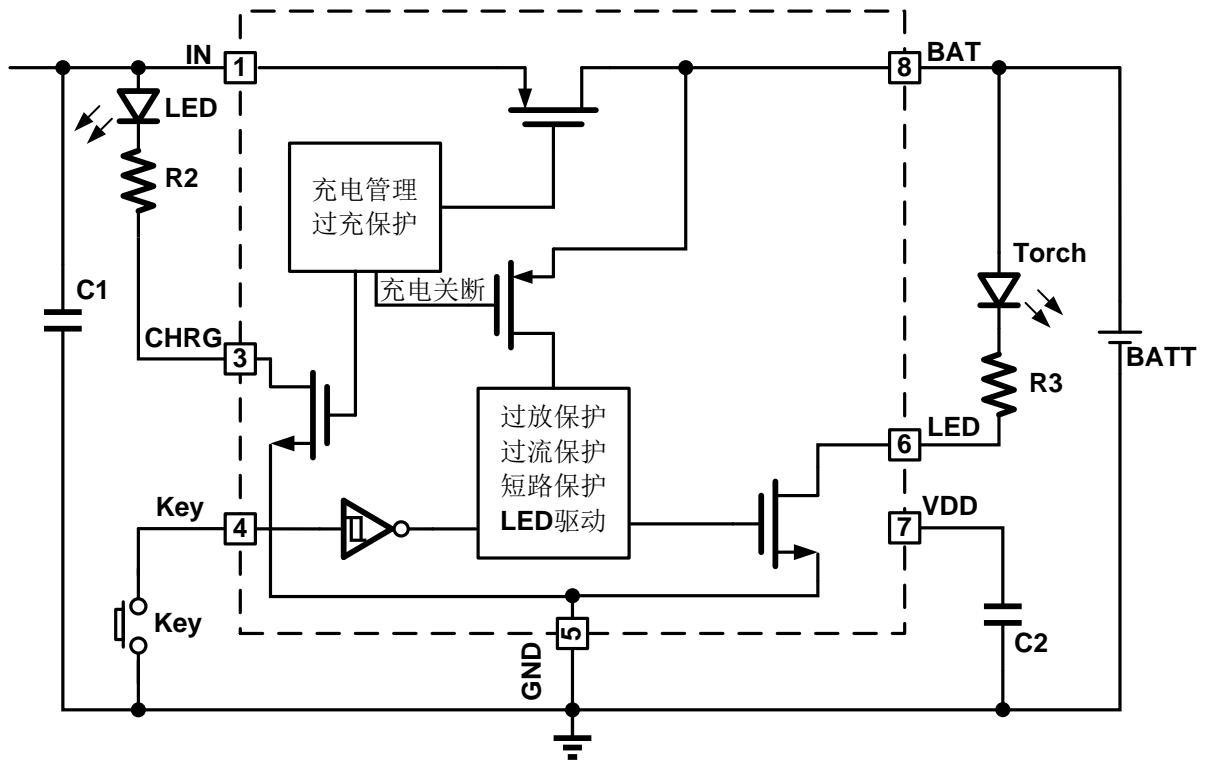 IN
1
8
BAT
LED
R2
充电管理
过充保护
Torch
C1
充电关断
CHRG
3
BATT
R3
过放保护
过流保护
短路保护
LED驱动
6
LED
Key
4
7
VDD
Key
5
GND
C2